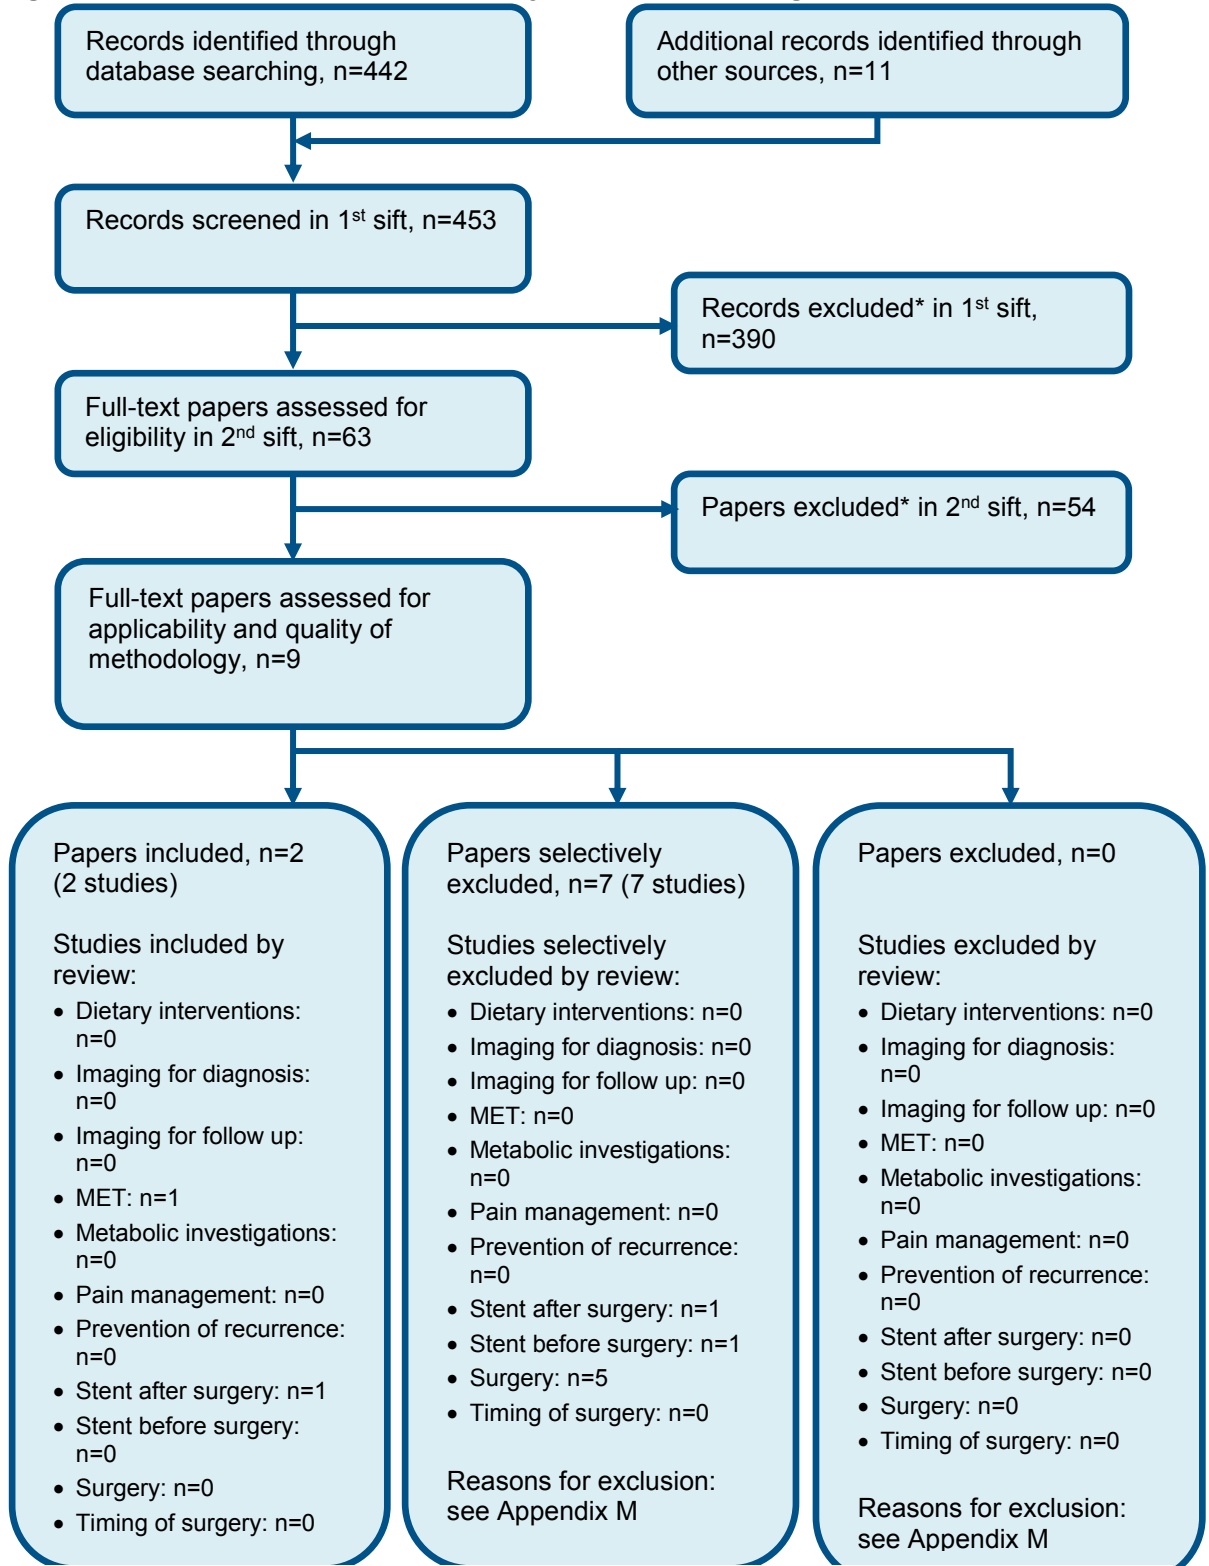 Records identified through
database searching, n=442
Additional records identified through
other sources, n=11
Records screened in 1st sift, n=453
Records excluded* in 1st sift,
n=390
Full-text papers assessed for
eligibility in 2nd sift, n=63
Papers excluded* in 2nd sift, n=54
Full-text papers assessed for
applicability and quality of
methodology, n=9
Papers included, n=2
(2 studies)
Studies included by
review:
• Dietary interventions:
n=0
• Imaging for diagnosis:
n=0
• Imaging for follow up:
n=0
• MET: n=1
• Metabolic investigations:
n=0
• Pain management: n=0
• Prevention of recurrence:
n=0
• Stent after surgery: n=1
• Stent before surgery:
n=0
• Surgery: n=0
• Timing of surgery: n=0
Papers selectively
excluded, n=7 (7 studies)
Studies selectively
excluded by review:
• Dietary interventions: n=0
• Imaging for diagnosis: n=0
• Imaging for follow up: n=0
• MET: n=0
• Metabolic investigations:
n=0
• Pain management: n=0
• Prevention of recurrence:
n=0
• Stent after surgery: n=1
• Stent before surgery: n=1
• Surgery: n=5
• Timing of surgery: n=0
Reasons for exclusion:
see Appendix M
Papers excluded, n=0
Studies excluded by
review:
• Dietary interventions: n=0
• Imaging for diagnosis:
n=0
• Imaging for follow up: n=0
• MET: n=0
• Metabolic investigations:
n=0
• Pain management: n=0
• Prevention of recurrence:
n=0
• Stent after surgery: n=0
• Stent before surgery: n=0
• Surgery: n=0
• Timing of surgery: n=0
Reasons for exclusion:
see Appendix M